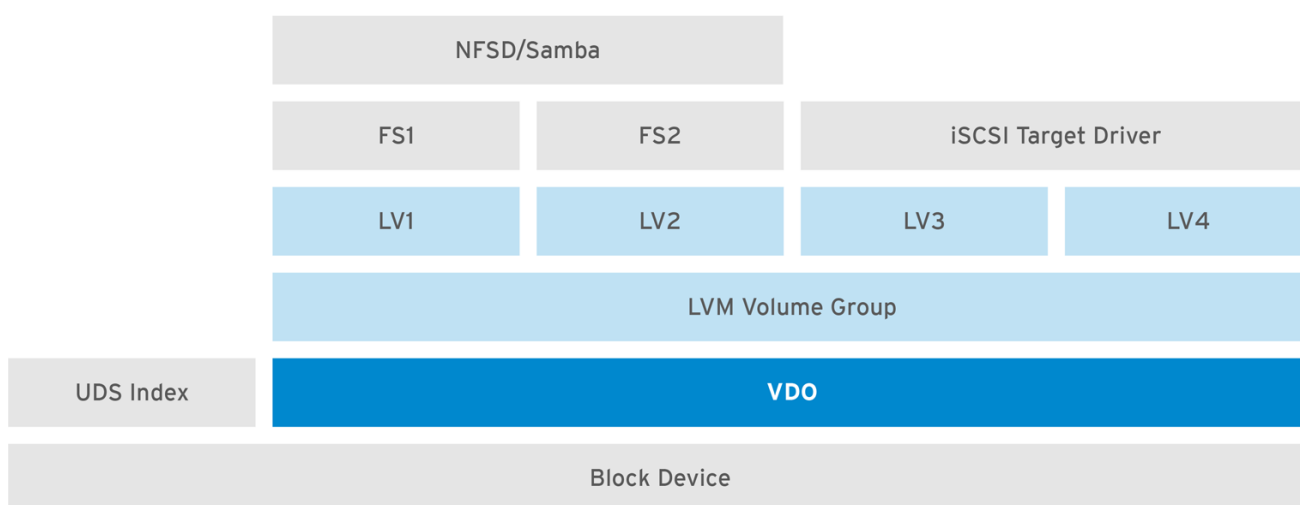 NFSD/Samba
FS1
FS2
iSCSI Target Driver
LV1
LV2
LV3
LV4
LVM Volume Group
UDS Index
VDO
Block Device